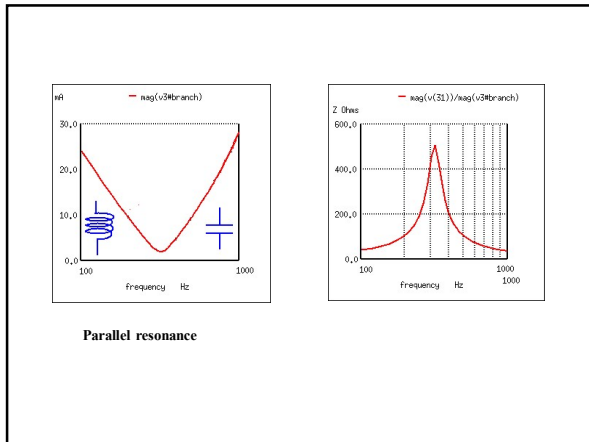 mA
mag(v3#branch)
30.0
20.0
10.0
0.0
100
1000
frequency Hz
mag(v(31))/mag(v3#branch)
Z Ohms
600.0
400.0
200.0
0.0
100
1000
1000
frequency Hz
Parallel resonance